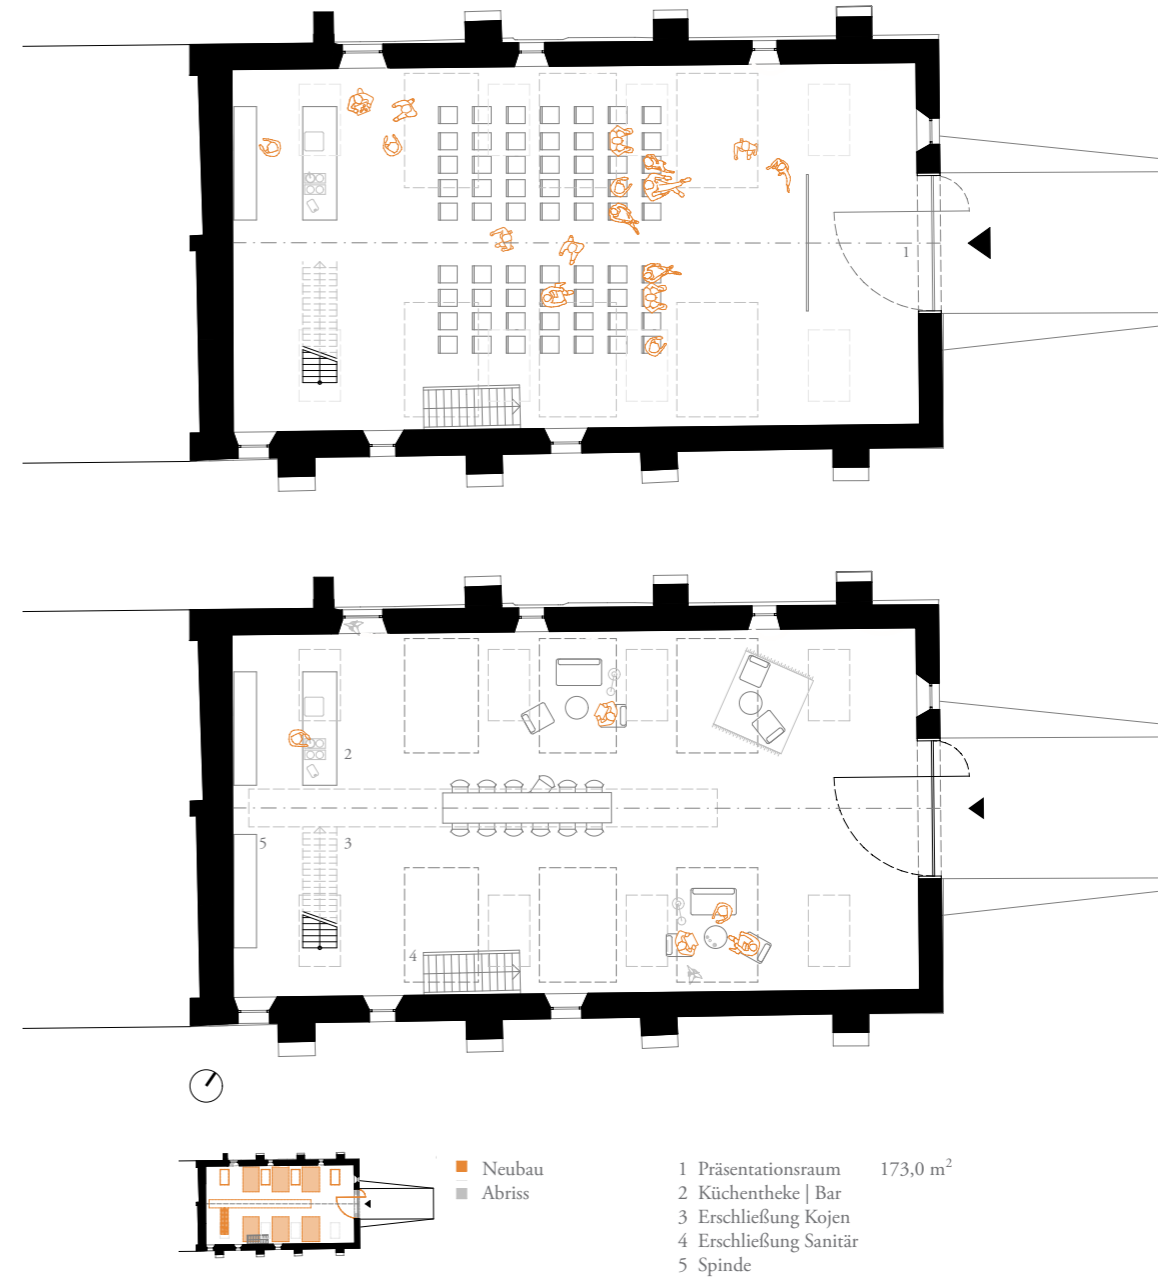 1
2
5
3
4
Neubau
Abriss
1 Präsentationsraum 173,0 m²
2 Küchentheke | Bar
3 Erschließung Kojen
4 Erschließung Sanitär
5 Spinde